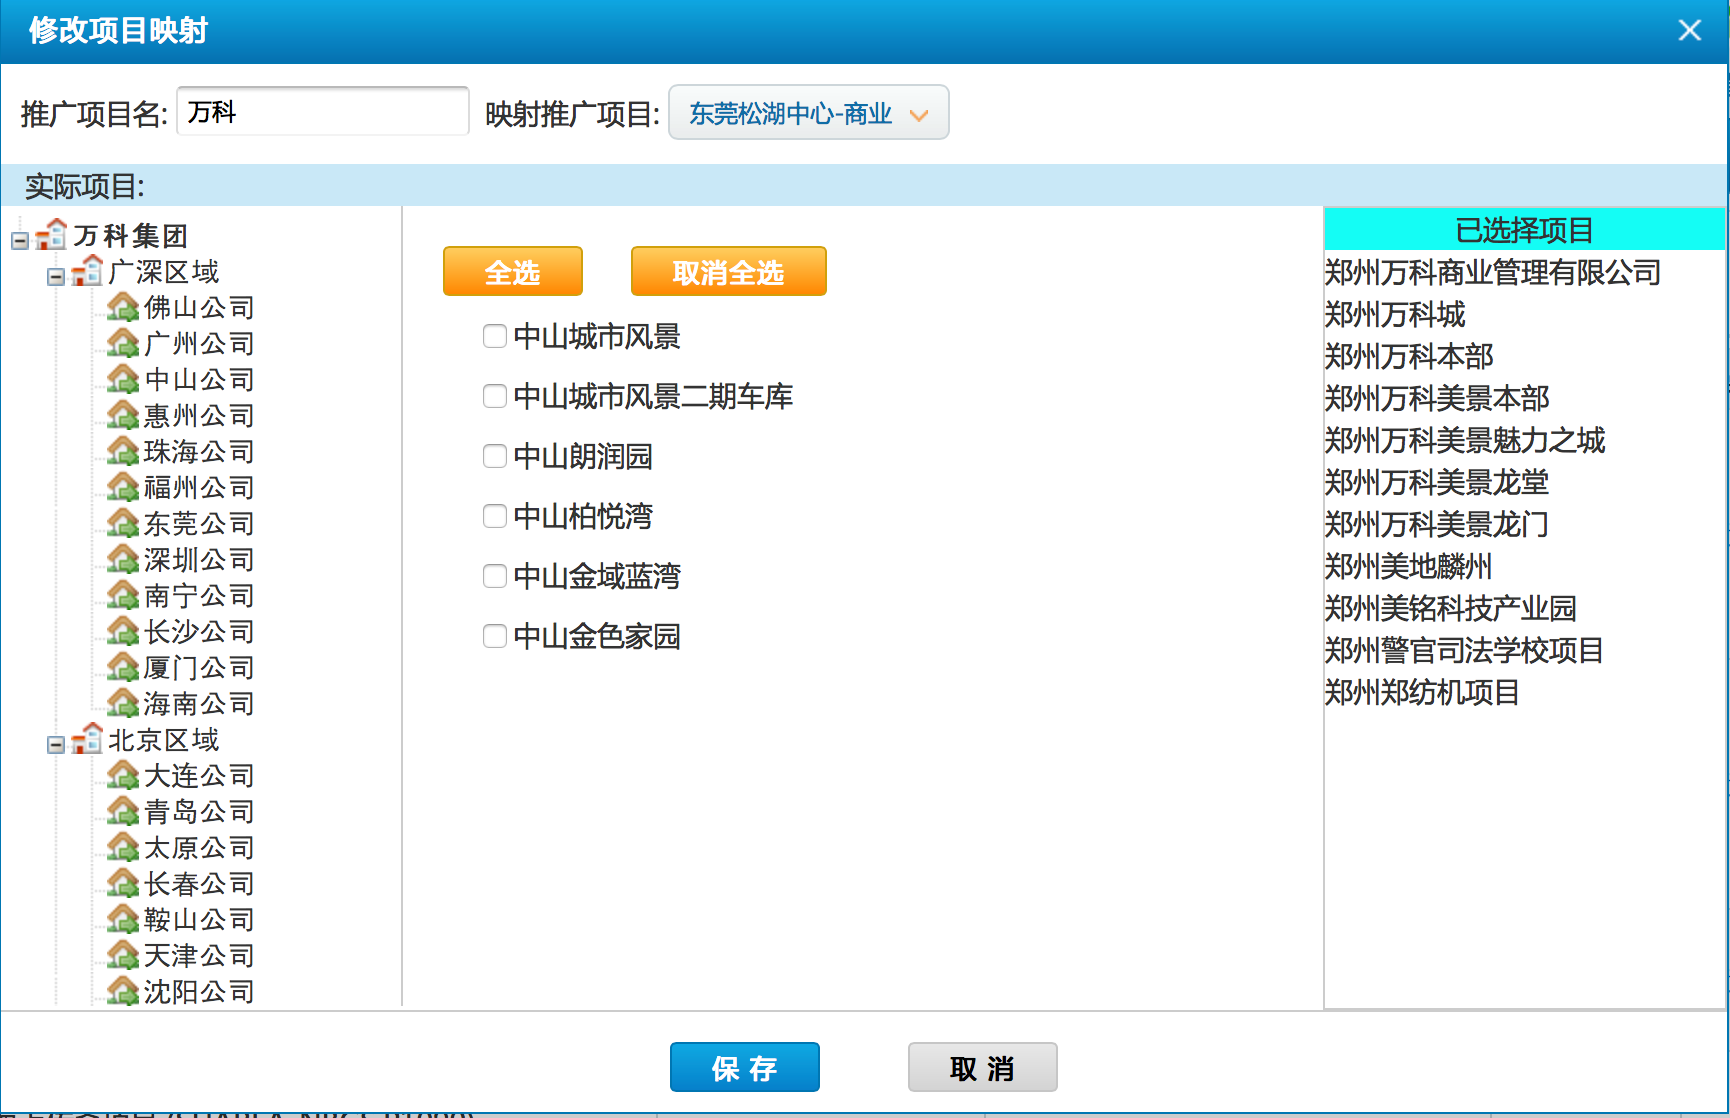 修改项目映射
推广项目名: 万科 映射推广项目: 东莞松湖中心-商业
实际项目:
万科集团
广深区域
佛山公司
广州公司
中山公司
惠州公司
珠海公司
福州公司
东莞公司
深圳公司
南宁公司
长沙公司
厦门公司
海南公司
北京区域
大连公司
青岛公司
太原公司
长春公司
鞍山公司
天津公司
沈阳公司
全选 取消全选
中山城市风景
中山城市风景二期车库
中山朗润园
中山柏悦湾
中山金域蓝湾
中山金色家园
已选择项目
郑州万科商业管理有限公司
郑州万科城
郑州万科本部
郑州万科美景本部
郑州万科美景魅力之城
郑州万科美景龙堂
郑州万科美景龙门
郑州美地麟州
郑州美铭科技产业园
郑州警官司法学校项目
郑州郑纺机项目
保 存 取 消